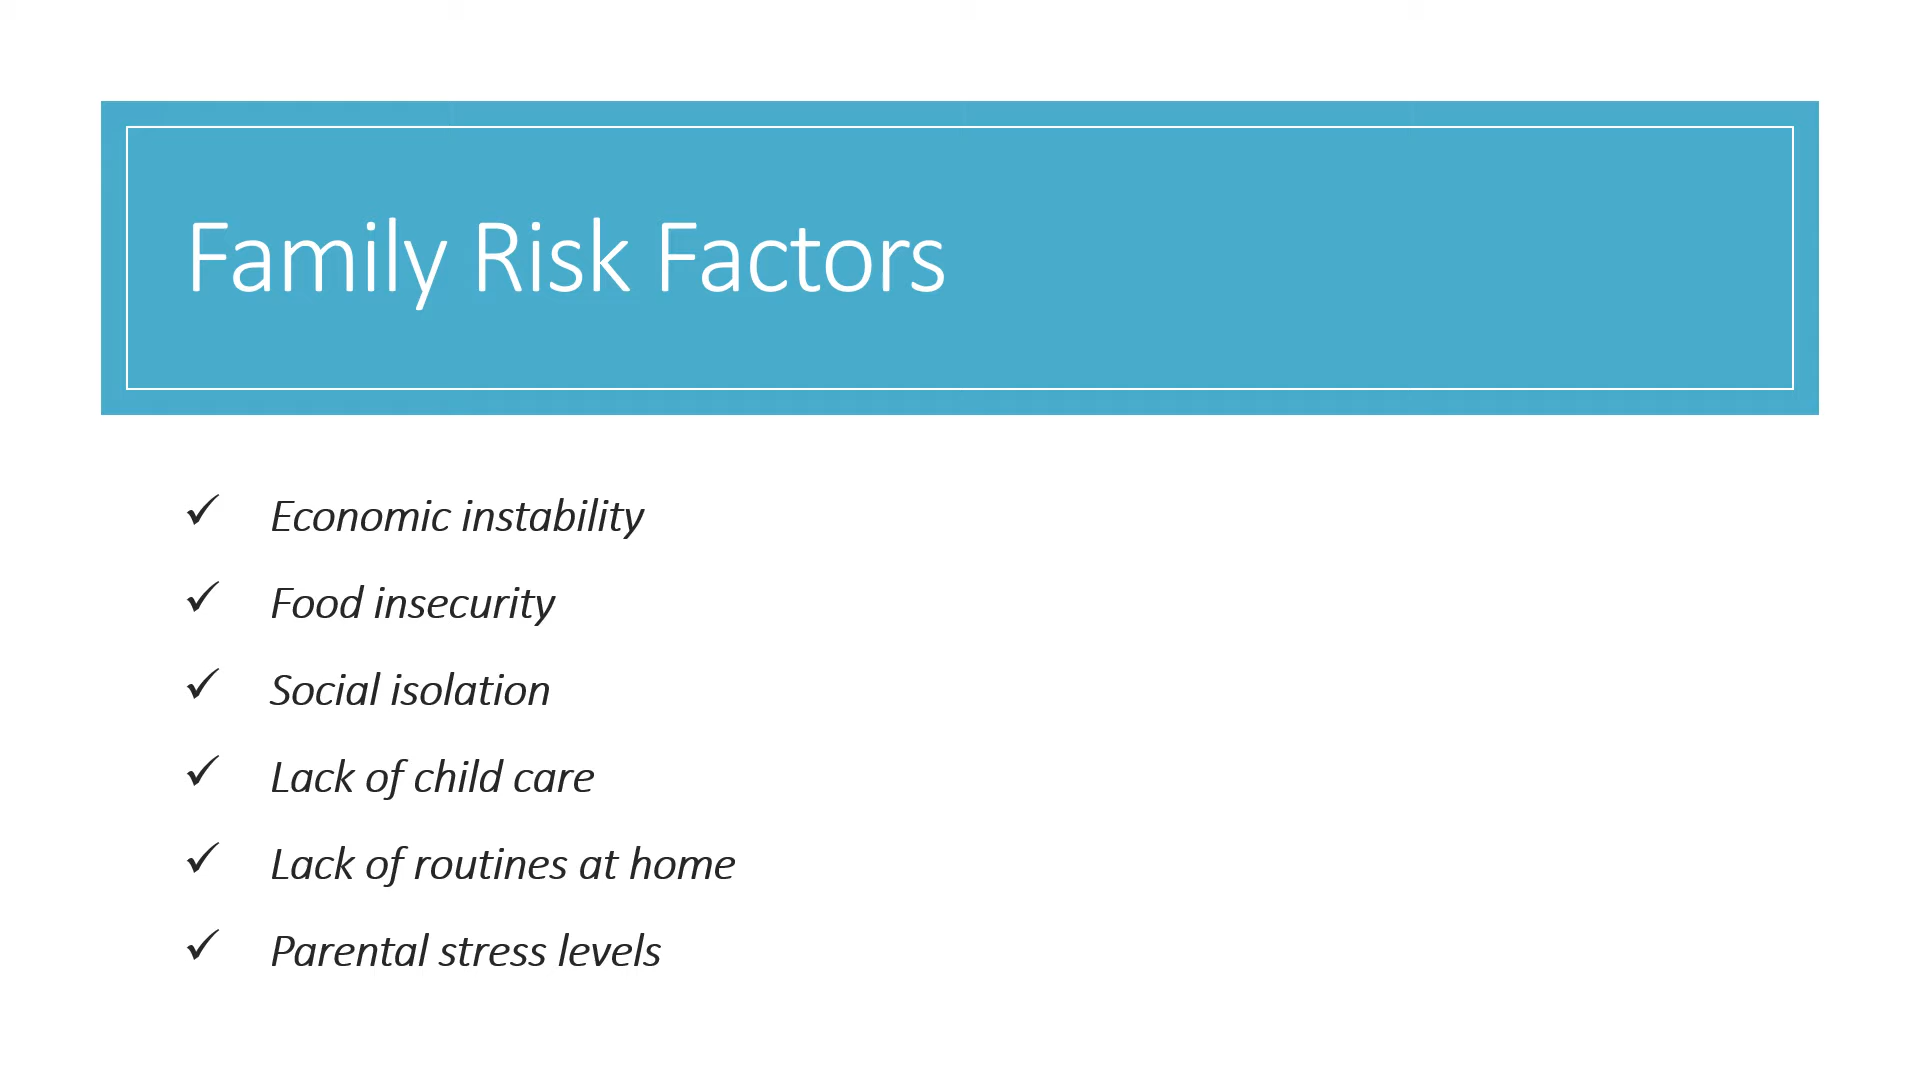 Family Risk Factors
✓ Economic instability
✓ Food insecurity
✓ Social isolation
✓ Lack of child care
✓ Lack of routines at home
✓ Parental stress levels